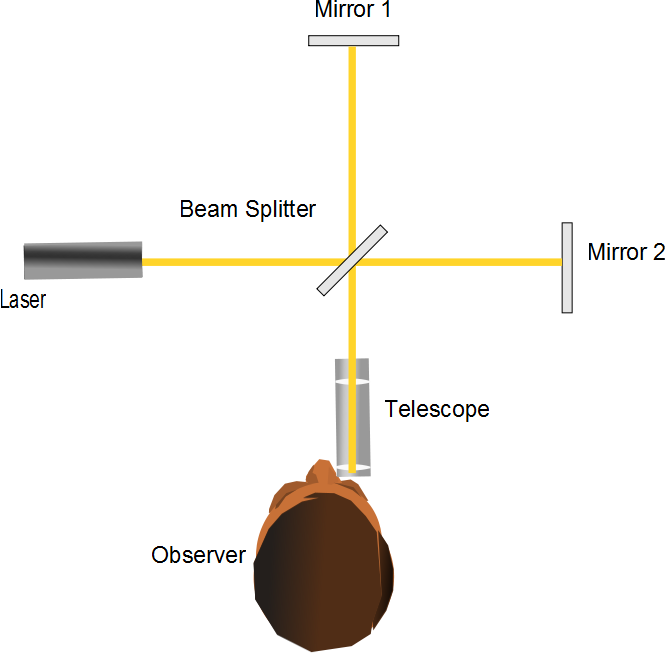 Mirror 1
Beam Splitter
Mirror 2
Laser
Telescope
Observer